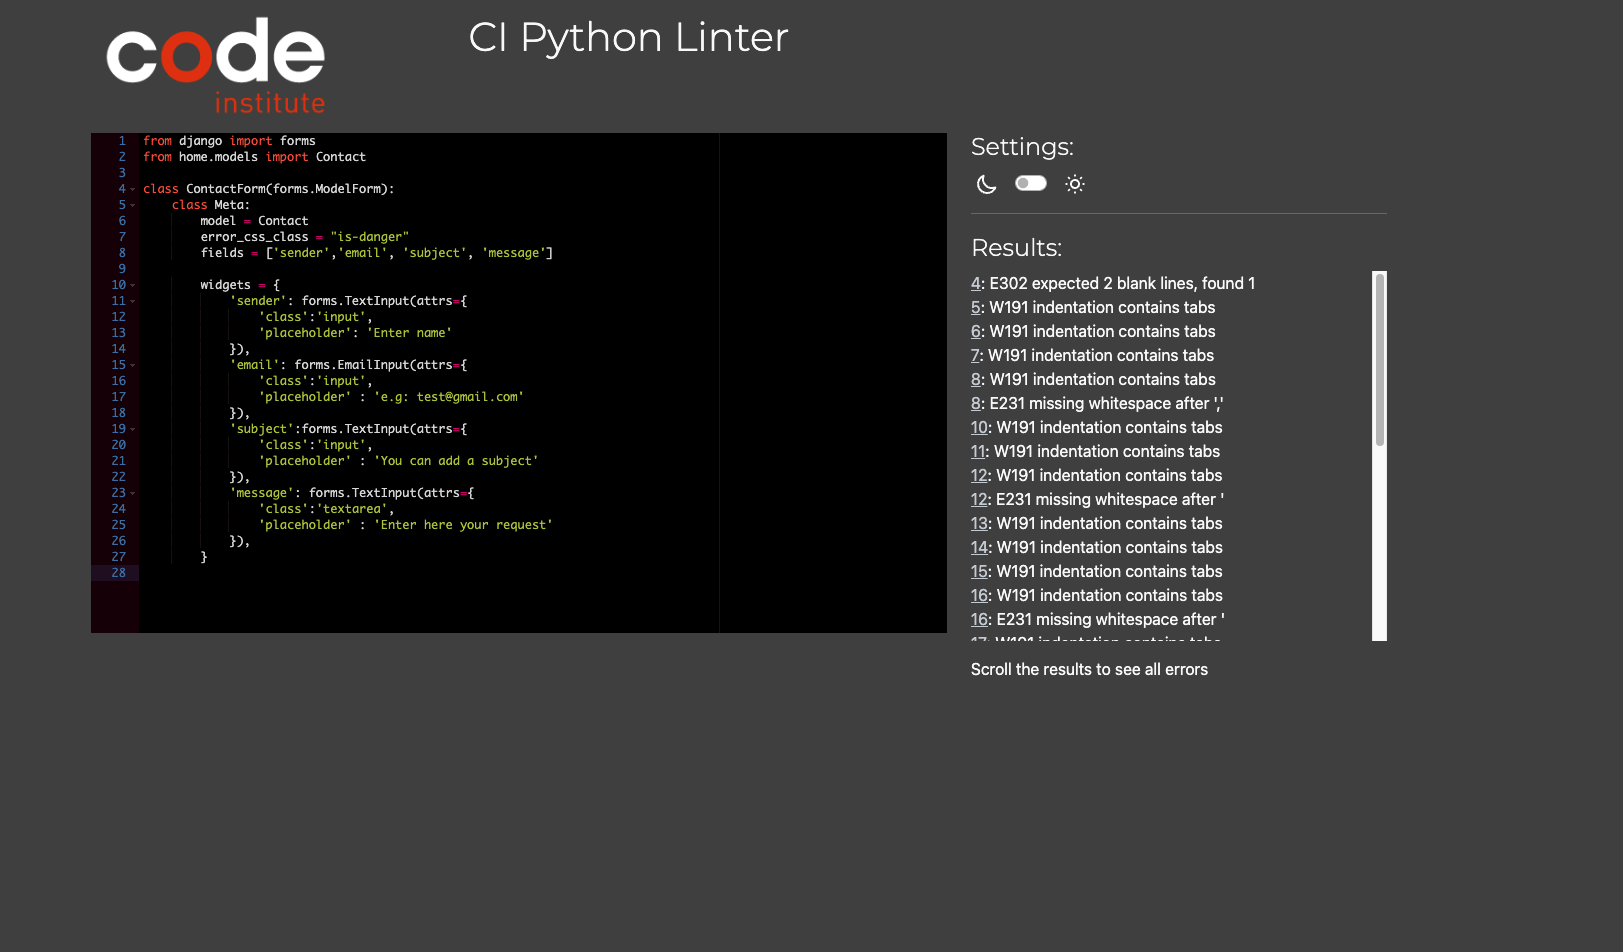 code
institute
CI Python Linter
1 from django import forms
2 from home.models import Contact
3
4 class ContactForm(forms.ModelForm):
5     class Meta:
6         model = Contact
7         error_css_class = "is-danger"
8         fields = ['sender','email', 'subject', 'message']
9
10         widgets = {
11             'sender': forms.TextInput(attrs={
12                 'class':'input',
13                 'placeholder': 'Enter name'
14             }),
15             'email': forms.EmailInput(attrs={
16                 'class':'input',
17                 'placeholder' : 'e.g: test@gmail.com'
18             }),
19             'subject':forms.TextInput(attrs={
20                 'class':'input',
21                 'placeholder' : 'You can add a subject'
22             }),
23             'message': forms.TextInput(attrs={
24                 'class':'textarea',
25                 'placeholder' : 'Enter here your request'
26             }),
27         }
28
Settings:
Results:
4: E302 expected 2 blank lines, found 1
5: W191 indentation contains tabs
6: W191 indentation contains tabs
7: W191 indentation contains tabs
8: W191 indentation contains tabs
8: E231 missing whitespace after ','
10: W191 indentation contains tabs
11: W191 indentation contains tabs
12: W191 indentation contains tabs
12: E231 missing whitespace after '
13: W191 indentation contains tabs
14: W191 indentation contains tabs
15: W191 indentation contains tabs
16: W191 indentation contains tabs
16: E231 missing whitespace after '
17: W191 indentation contains tabs
Scroll the results to see all errors